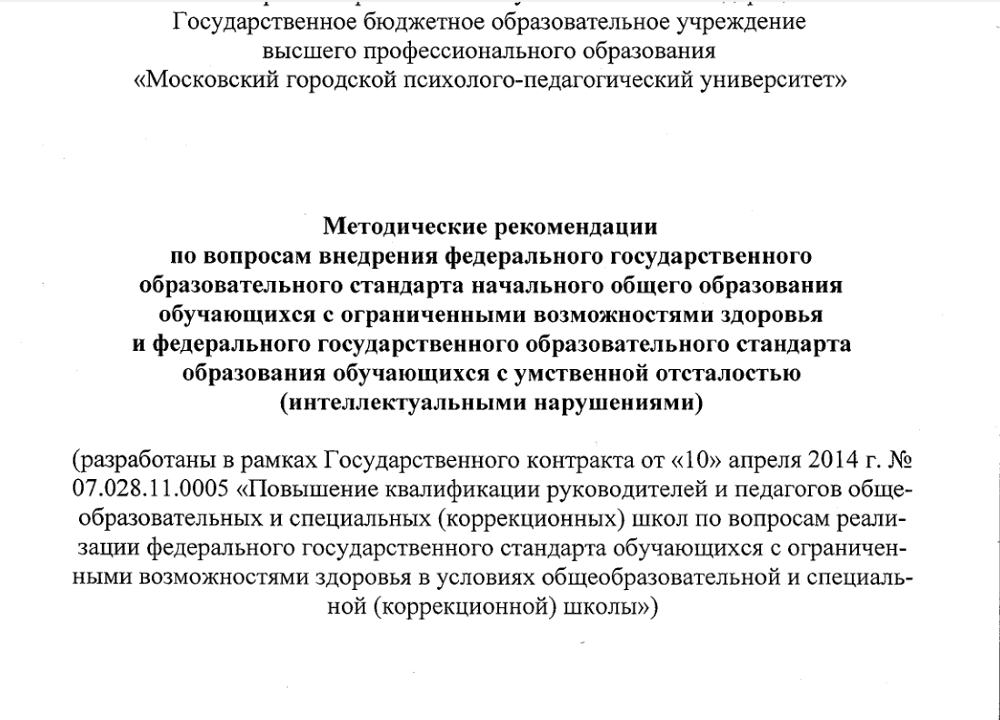 Государственное бюджетное образовательное учреждение
высшего профессионального образования
«Московский городской психолого-педагогический университет»
Методические рекомендации
по вопросам внедрения федерального государственного
образовательного стандарта начального общего образования
обучающихся с ограниченными возможностями здоровья
и федерального государственного образовательного стандарта
образования обучающихся с умственной отсталостью
(интеллектуальными нарушениями)
(разработаны в рамках Государственного контракта от «10» апреля 2014 г. №
07.028.11.0005 «Повышение квалификации руководителей и педагогов обще-
образовательных и специальных (коррекционных) школ по вопросам реали-
зации федерального государственного стандарта обучающихся с ограничен-
ными возможностями здоровья в условиях общеобразовательной и специаль-
ной (коррекционной) школы»)